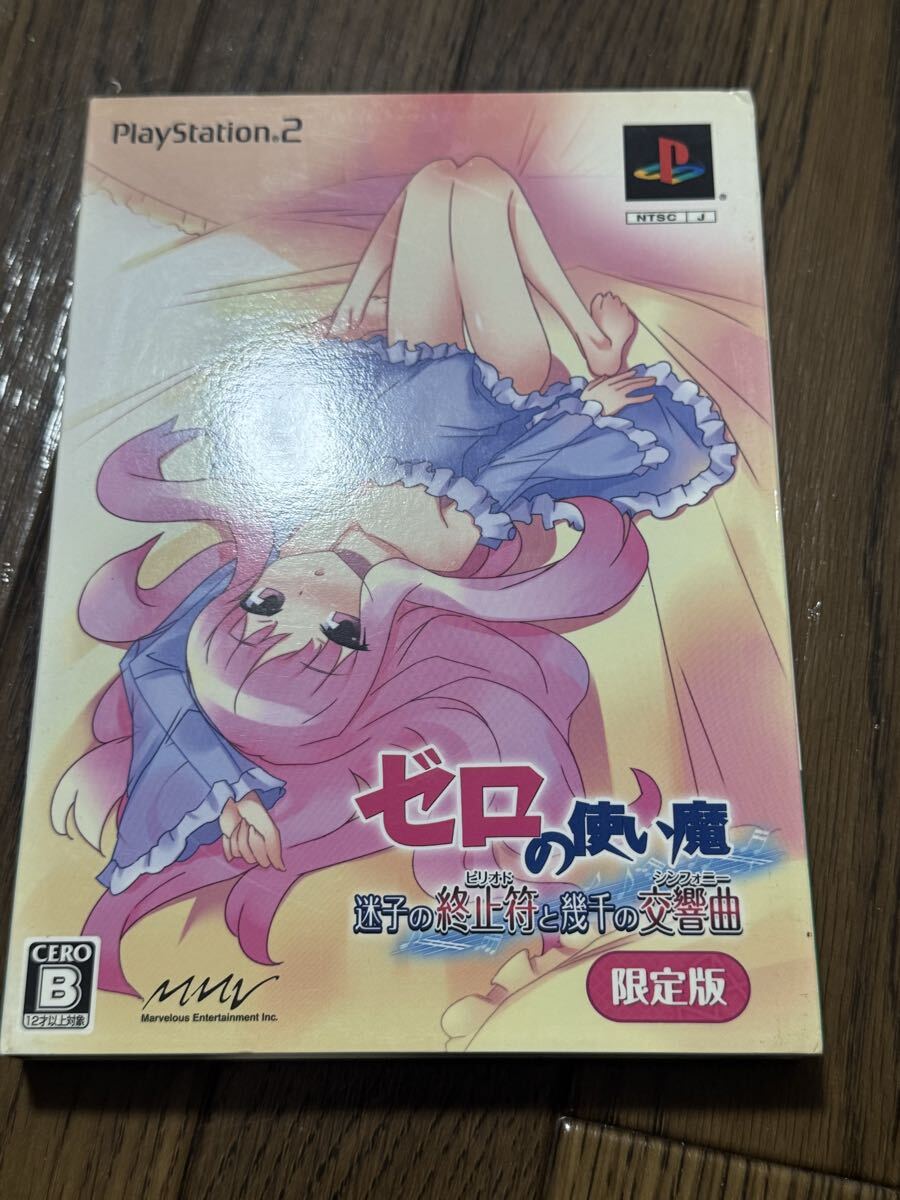 PlayStation®2
NTSC J
ゼロの使い魔
ピリオド シンフォニー
迷子の終止符と幾千の交響曲
限定版
CERO
B
12才以上対象
MMV
Marvelous Entertainment Inc.